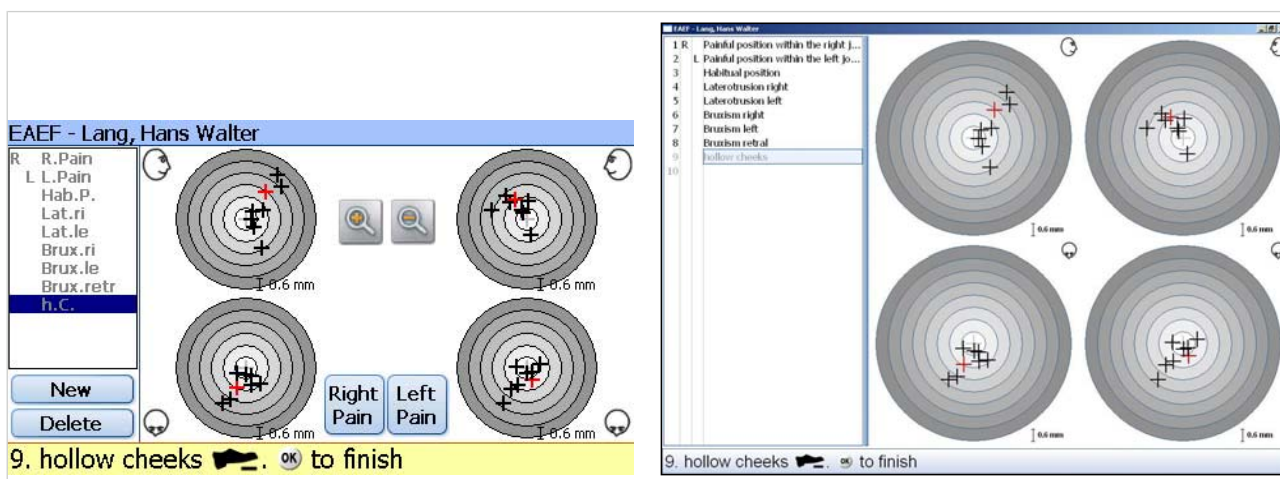 EAEF - Lang, Hans Walter
R R.Pain
L L.Pain
Hab.P.
Lat.ri
Lat.le
Brux.ri
Brux.le
Brux.retr
h.C.
New
Delete
0.6 mm
0.6 mm
Right Pain
Left Pain
0.6 mm
0.6 mm
9. hollow cheeks . OK to finish
EAEF - Lang, Hans Walter
1 R Painful position within the right j...
2 L Painful position within the left jo...
3 Habitual position
4 Laterotrusion right
5 Laterotrusion left
6 Bruxism right
7 Bruxism left
8 Bruxism retral
9 hollow cheeks
10
0.6 mm
0.6 mm
0.6 mm
0.6 mm
9. hollow cheeks . OK to finish